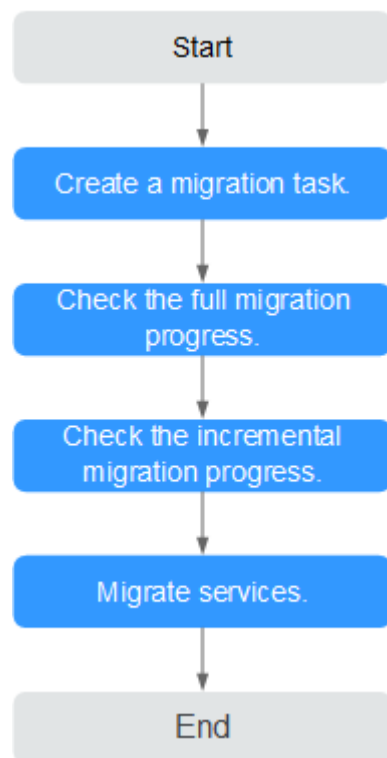 Start
Create a migration task.
Check the full migration
progress.
Check the incremental
migration progress.
Migrate services.
End